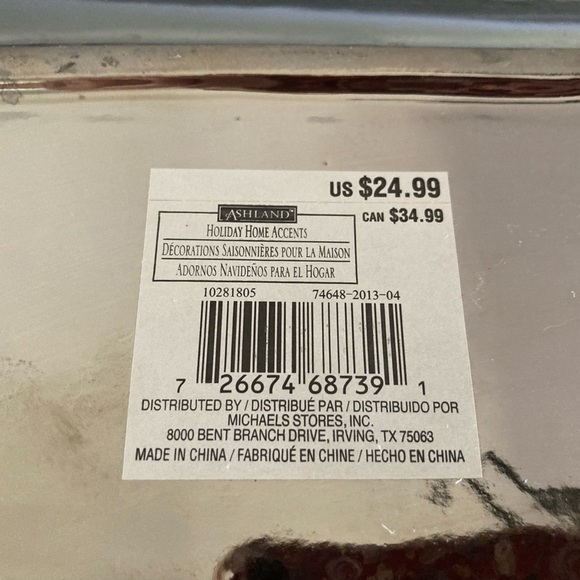 US $24.99
CAN $34.99
ASHLAND™
HOLIDAY HOME ACCENTS
DÉCORATIONS SAISONNIÈRES POUR LA MAISON
ADORNOS NAVIDEÑOS PARA EL HOGAR
10281805 74648-2013-04
7 26674 68739 1
DISTRIBUTED BY / DISTRIBUÉ PAR / DISTRIBUIDO POR
MICHAELS STORES, INC.
8000 BENT BRANCH DRIVE, IRVING, TX 75063
MADE IN CHINA / FABRIQUÉ EN CHINE / HECHO EN CHINA